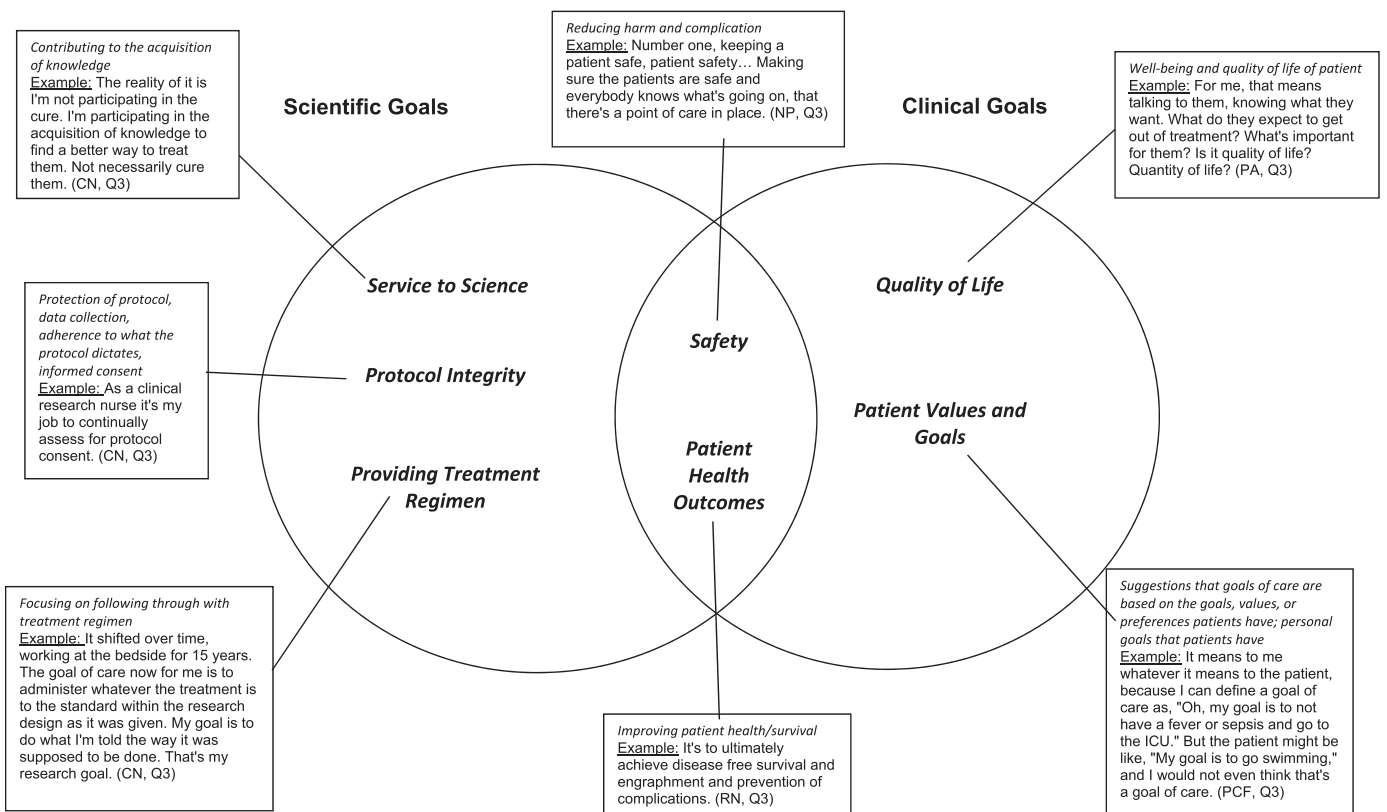 Contributing to the acquisition
of knowledge
Example: The reality of it is
I'm not participating in the
cure. I'm participating in the
acquisition of knowledge to
find a better way to treat
them. Not necessarily cure
them. (CN, Q3)
Scientific Goals
Reducing harm and complication
Example: Number one, keeping a
patient safe, patient safety… Making
sure the patients are safe and
everybody knows what's going on, that
there's a point of care in place. (NP, Q3)
Clinical Goals
Well-being and quality of life of patient
Example: For me, that means
talking to them, knowing what they
want. What do they expect to get
out of treatment? What's important
for them? Is it quality of life?
Quantity of life? (PA, Q3)
Service to Science
Quality of Life
Safety
Protection of protocol,
data collection,
adherence to what the
protocol dictates,
informed consent
Example: As a clinical
research nurse it's my
job to continually
assess for protocol
consent. (CN, Q3)
Protocol Integrity
Patient Values and
Goals
Providing Treatment
Regimen
Patient
Health
Outcomes
Focusing on following through with
treatment regimen
Example: It shifted over time,
working at the bedside for 15 years.
The goal of care now for me is to
administer whatever the treatment is
to the standard within the research
design as it was given. My goal is to
do what I'm told the way it was
supposed to be done. That's my
research goal. (CN, Q3)
Improving patient health/survival
Example: It's to ultimately
achieve disease free survival and
engraphment and prevention of
complications. (RN, Q3)
Suggestions that goals of care are
based on the goals, values, or
preferences patients have; personal
goals that patients have
Example: It means to me
whatever it means to the patient,
because I can define a goal of
care as, "Oh, my goal is to not
have a fever or sepsis and go to
the ICU." But the patient might be
like, "My goal is to go swimming,"
and I would not even think that's
a goal of care. (PCF, Q3)